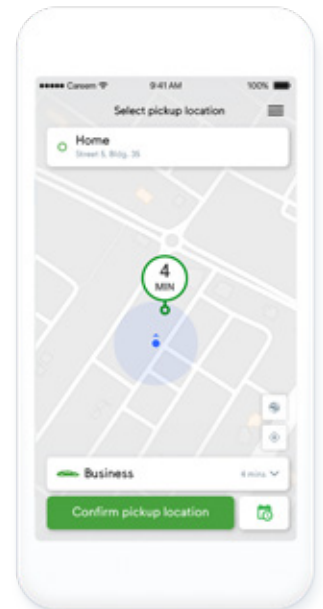 Careem 9:41 AM 100%
Select pickup location
Home
Street 5, Bldg. 35
4
MIN
Business 4 mins
Confirm pickup location